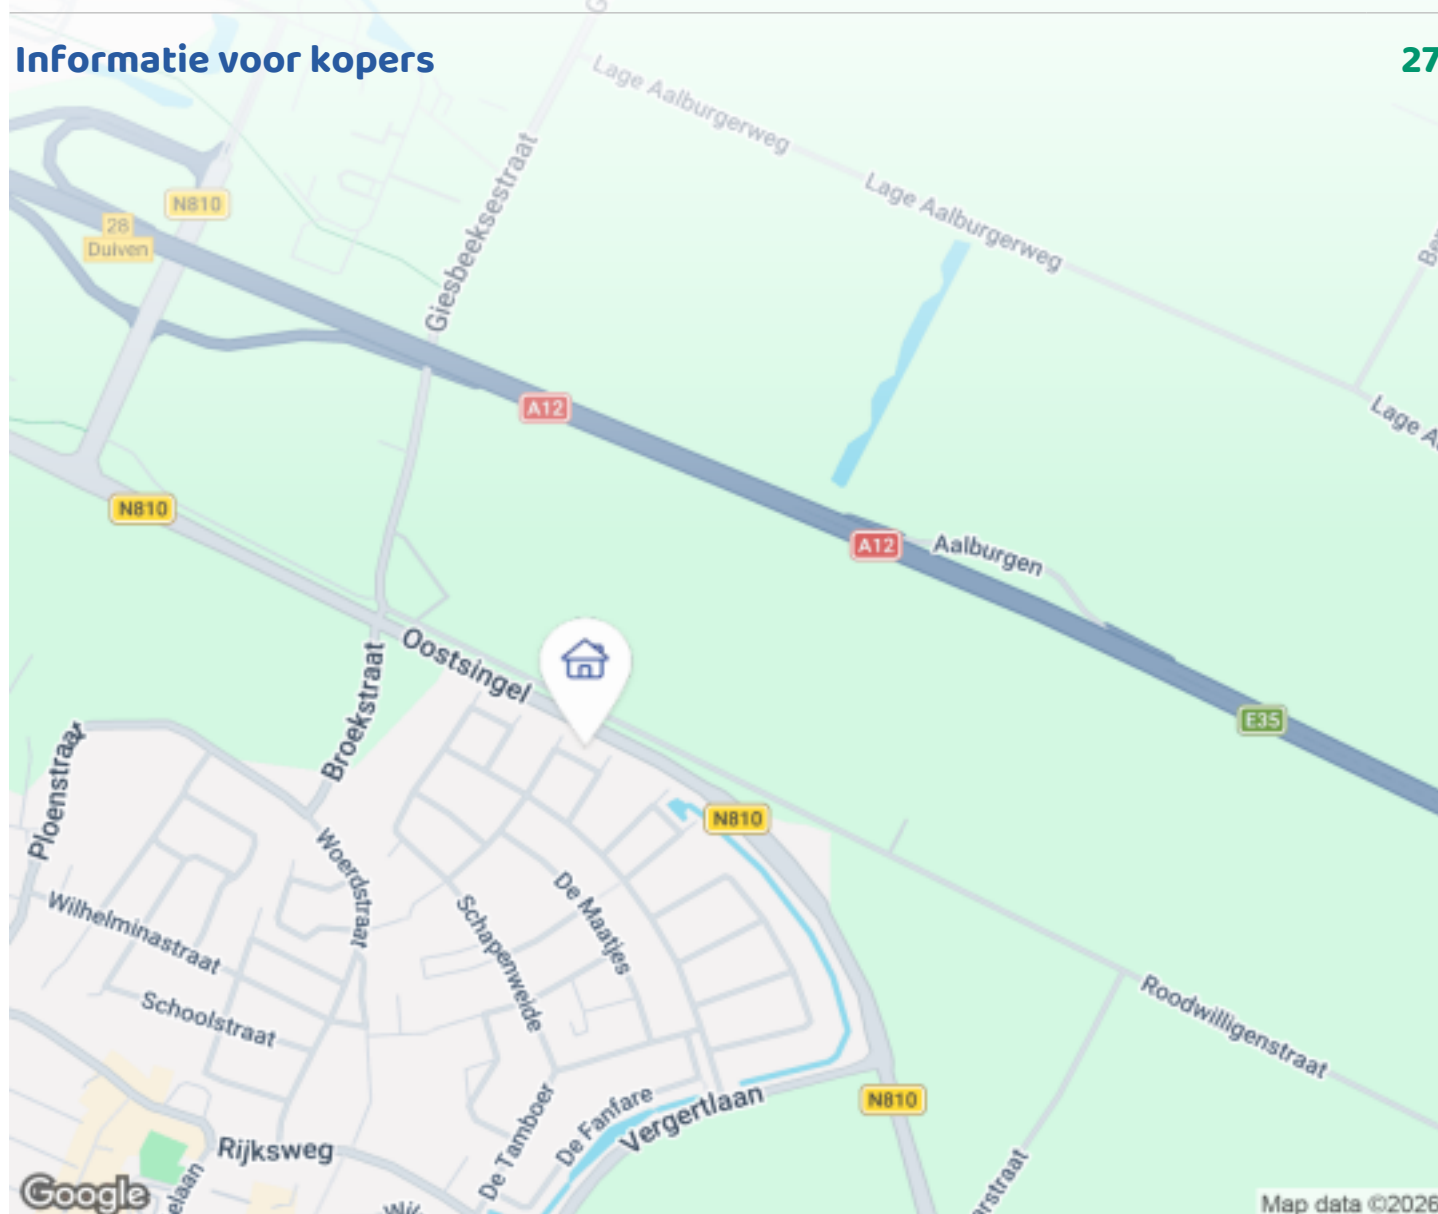 Informatie voor kopers
27
Lage Aalburgerweg
Lage Aalburgerweg
N810
28
Duiven
Giesbeeksestraat
Lage A
A12
N810
A12
Aalburgen
Oostsingel
Broekstraat
E35
Ploenstraat
N810
Woerdstraat
De Maatjes
Wilhelminastraat
Schapenweide
Schoolstraat
Roodwilligenstraat
N810
De Fanfare
Vergertlaan
De Tamboer
Rijksweg
elaan
rstraat
Google
Map data ©2026